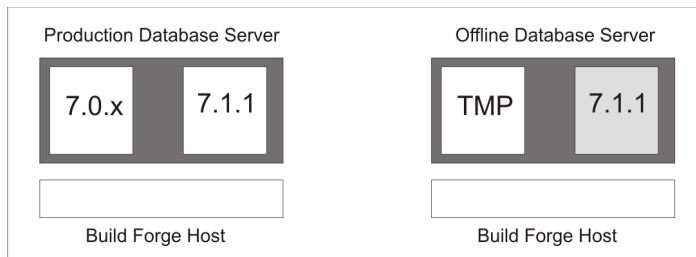 Production Database Server
Offline Database Server
7.0.x
7.1.1
TMP
7.1.1
Build Forge Host
Build Forge Host